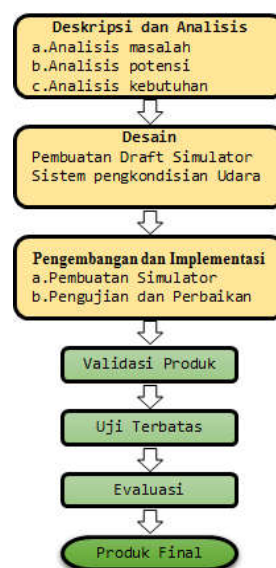 Deskripsi dan Analisis
a.Analisis masalah
b.Analisis potensi
c.Analisis kebutuhan
Desain
Pembuatan Draft Simulator
Sistem pengkondisian Udara
Pengembangan dan Implementasi
a.Pembuatan Simulator
b.Pengujian dan Perbaikan
Validasi Produk
Uji Terbatas
Evaluasi
Produk Final